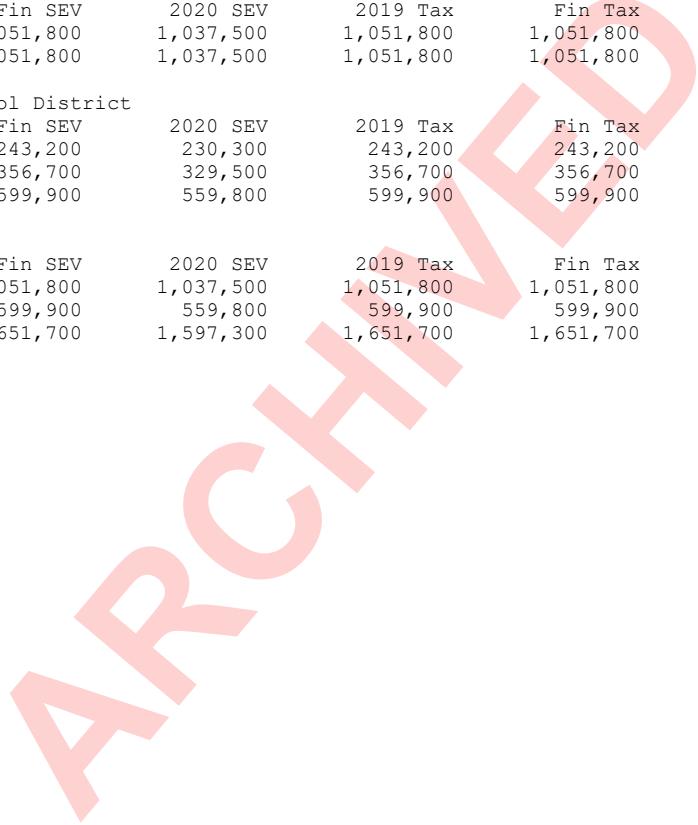 Fin SEV 2020 SEV 2019 Tax Fin Tax
051,800 1,037,500 1,051,800 1,051,800
051,800 1,037,500 1,051,800 1,051,800
ol District
Fin SEV 2020 SEV 2019 Tax Fin Tax
243,200 230,300 243,200 243,200
356,700 329,500 356,700 356,700
599,900 559,800 599,900 599,900
Fin SEV 2020 SEV 2019 Tax Fin Tax
051,800 1,037,500 1,051,800 1,051,800
599,900 559,800 599,900 599,900
651,700 1,597,300 1,651,700 1,651,700
ARCHIVED